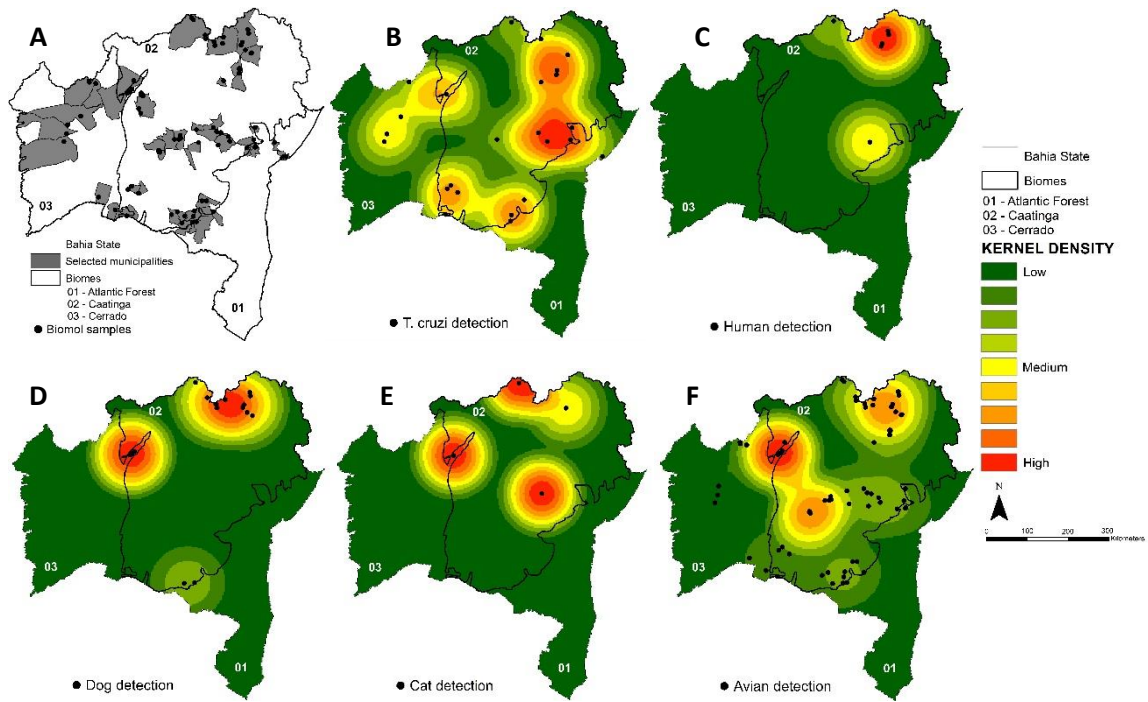 A
02
03
01
Bahia State
Selected municipalities
Biomes
01 - Atlantic Forest
02 - Caatinga
03 - Cerrado
Biomol samples
B
02
03
01
T. cruzi detection
C
02
03
01
Human detection
Bahia State
Biomes
01 - Atlantic Forest
02 - Caatinga
03 - Cerrado
KERNEL DENSITY
Low
Medium
High
N
0 50 100 200 300
Kilometers
D
02
03
01
Dog detection
E
02
03
01
Cat detection
F
02
03
01
Avian detection